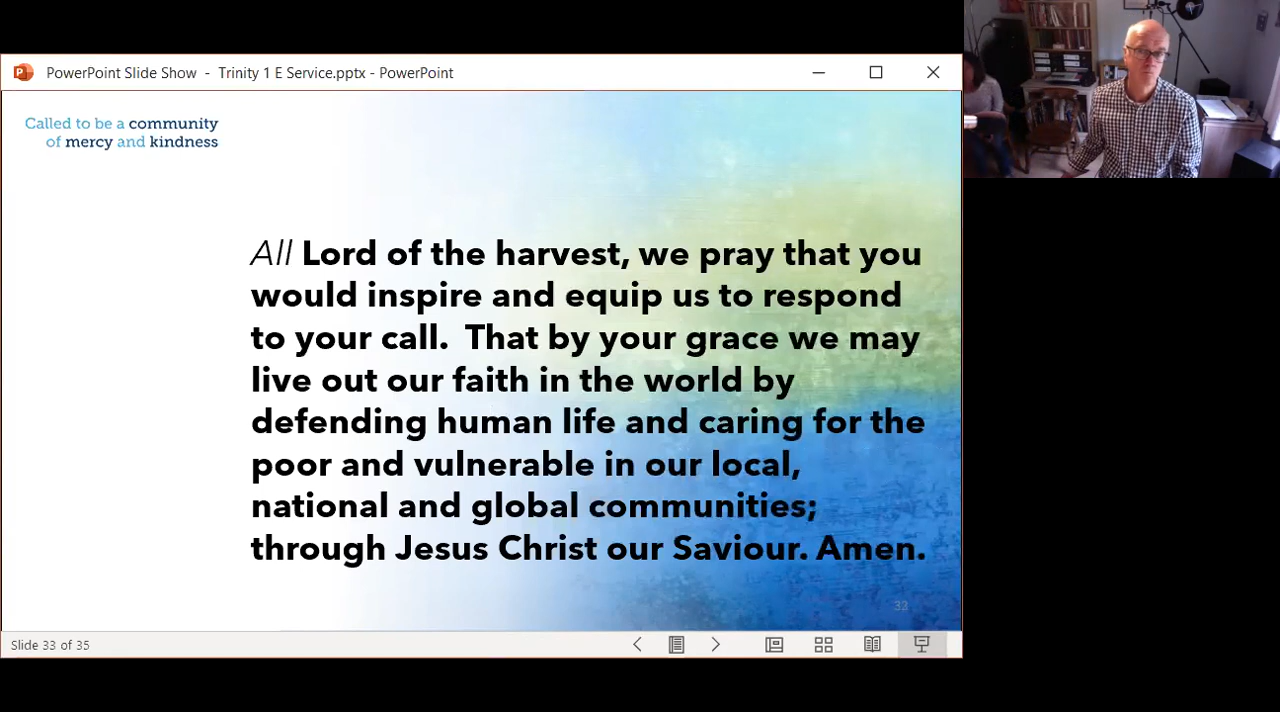 PowerPoint Slide Show - Trinity 1 E Service.pptx - PowerPoint
Called to be a community
of mercy and kindness
All Lord of the harvest, we pray that you
would inspire and equip us to respond
to your call. That by your grace we may
live out our faith in the world by
defending human life and caring for the
poor and vulnerable in our local,
national and global communities;
through Jesus Christ our Saviour. Amen.
33
Slide 33 of 35